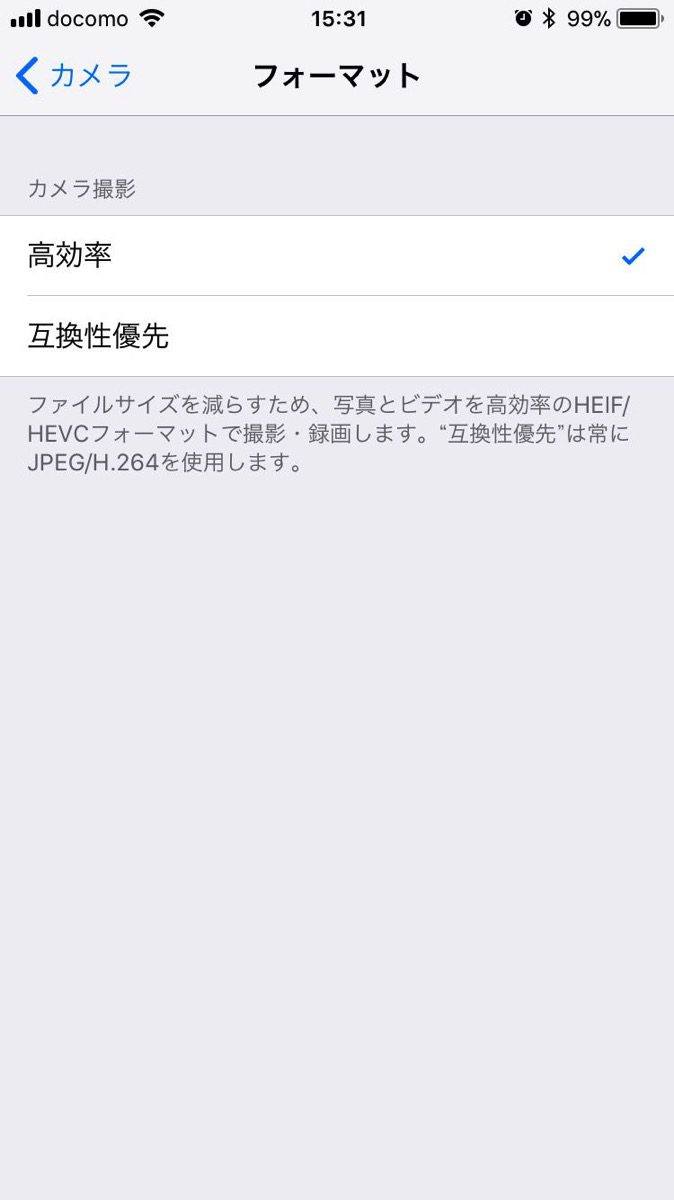 docomo 15:31 99%
カメラ フォーマット
カメラ撮影
高効率
互換性優先
ファイルサイズを減らすため、写真とビデオを高効率のHEIF/
HEVCフォーマットで撮影・録画します。“互換性優先”は常に
JPEG/H.264を使用します。